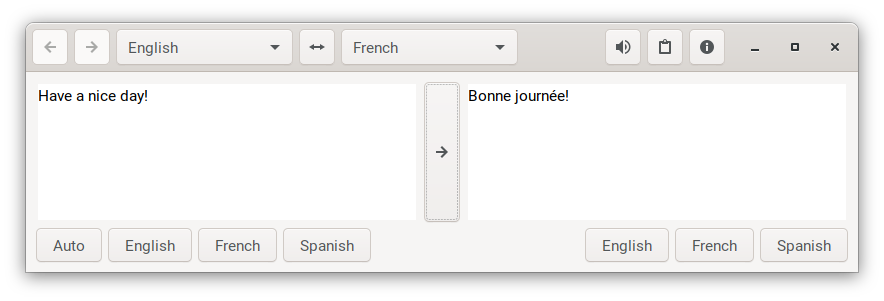 English
French
Have a nice day!
Bonne journée!
Auto
English
French
Spanish
English
French
Spanish